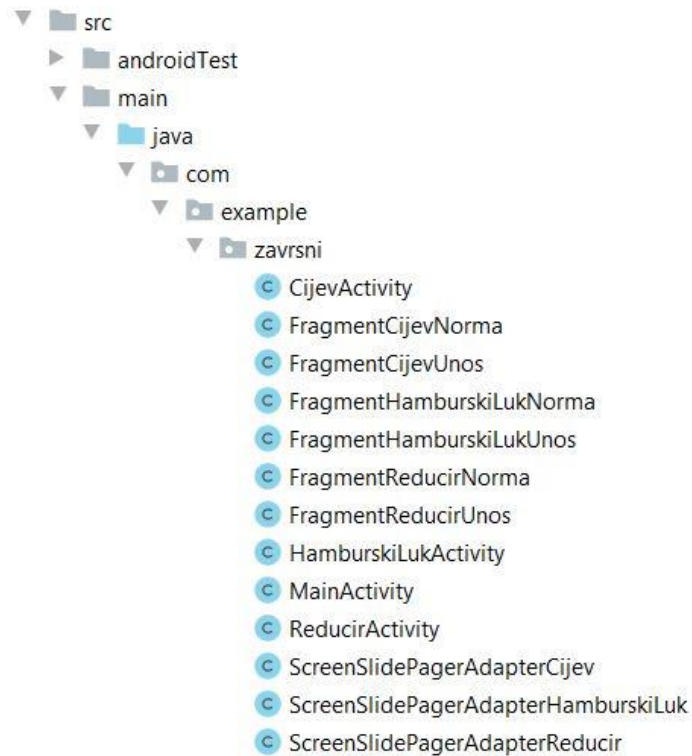 src
androidTest
main
java
com
example
zavrsni
C CijevActivity
C FragmentCijevNorma
C FragmentCijevUnos
C FragmentHamburskiLukNorma
C FragmentHamburskiLukUnos
C FragmentReducirNorma
C FragmentReducirUnos
C HamburskiLukActivity
C MainActivity
C ReducirActivity
C ScreenSlidePagerAdapterCijev
C ScreenSlidePagerAdapterHamburskiLuk
C ScreenSlidePagerAdapterReducir